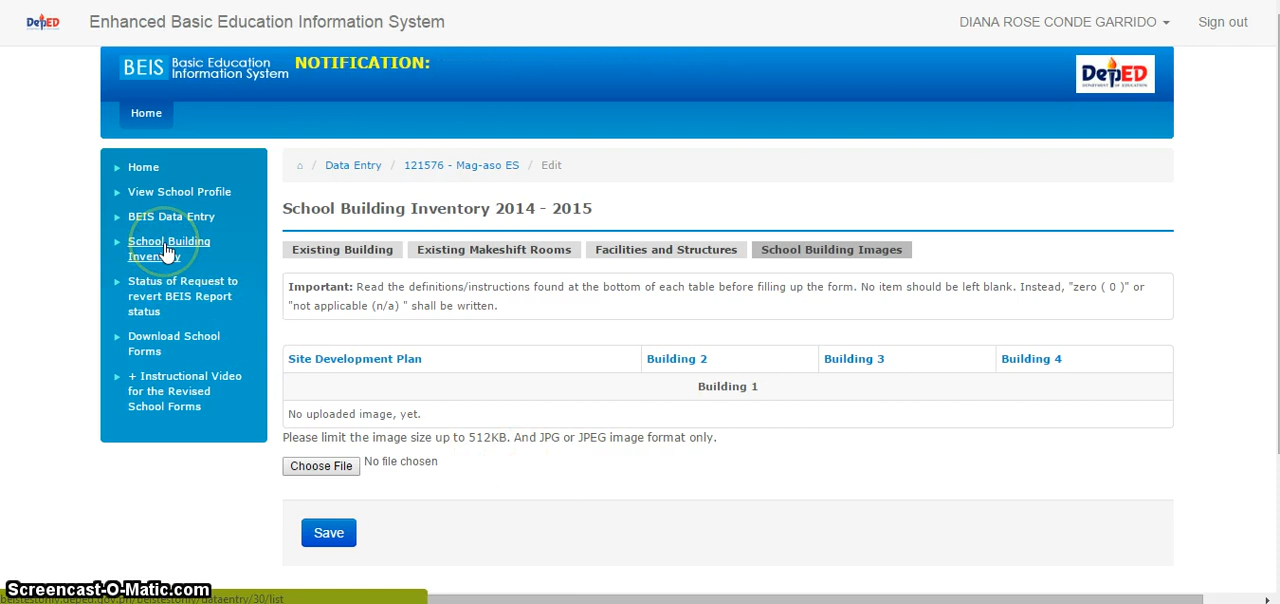 DepED Enhanced Basic Education Information System DIANA ROSE CONDE GARRIDO Sign out
BEIS Basic Education Information System NOTIFICATION: DepED
DEPARTMENT OF EDUCATION
Home
Home
View School Profile
BEIS Data Entry
School Building
Inventory
Status of Request to
revert BEIS Report
status
Download School
Forms
+ Instructional Video
for the Revised
School Forms
/ Data Entry / 121576 - Mag-aso ES / Edit
School Building Inventory 2014 - 2015
Existing Building Existing Makeshift Rooms Facilities and Structures School Building Images
Important: Read the definitions/instructions found at the bottom of each table before filling up the form. No item should be left blank. Instead, "zero ( 0 )" or
"not applicable (n/a) " shall be written.
Site Development Plan Building 2 Building 3 Building 4
Building 1
No uploaded image, yet.
Please limit the image size up to 512KB. And JPG or JPEG image format only.
Choose File No file chosen
Save
Screencast-O-Matic.com